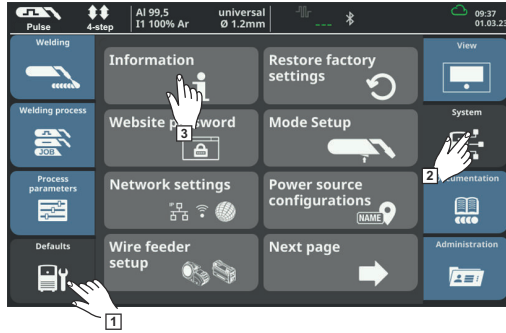 Pulse
4-step
Al 99,5 universal
I1 100% Ar Ø 1.2mm
---
09:37
01.03.23
Welding
Welding process
JOB
Process
parameters
Defaults
Information
Restore factory
settings
Website password
Mode Setup
Network settings
IP
Power source
configurations
NAME
Wire feeder
setup
Next page
View
System
Documentation
Administration
1
2
3